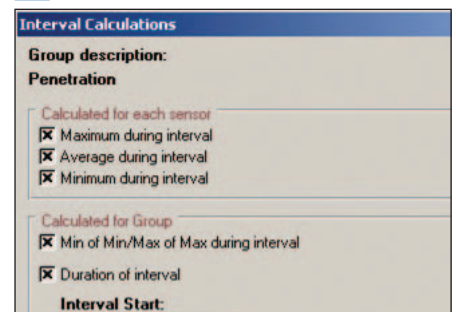 Interval Calculations
Group description:
Penetration
Calculated for each sensor
Maximum during interval
Average during interval
Minimum during interval
Calculated for Group
Min of Min/Max of Max during interval
Duration of interval
Interval Start: